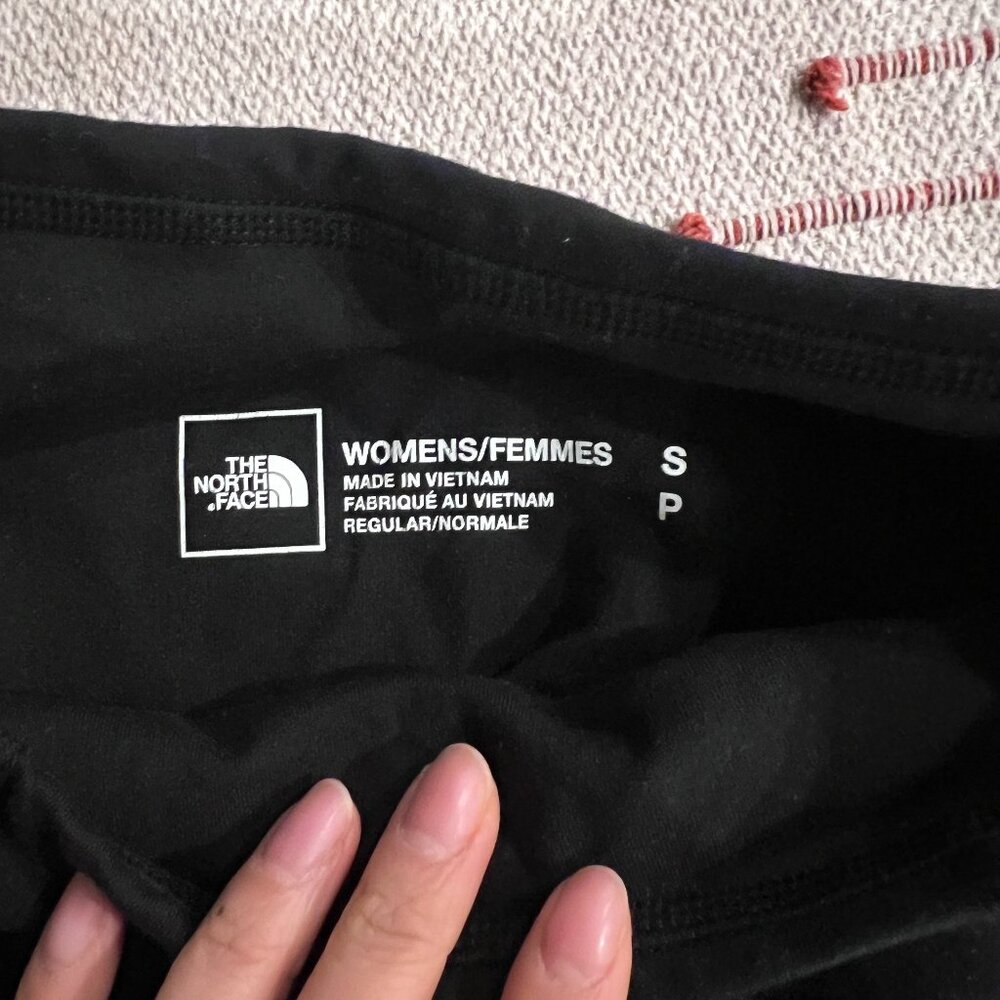 THE
NORTH
FACE
WOMENS/FEMMES S
MADE IN VIETNAM
FABRIQUÉ AU VIETNAM P
REGULAR/NORMALE